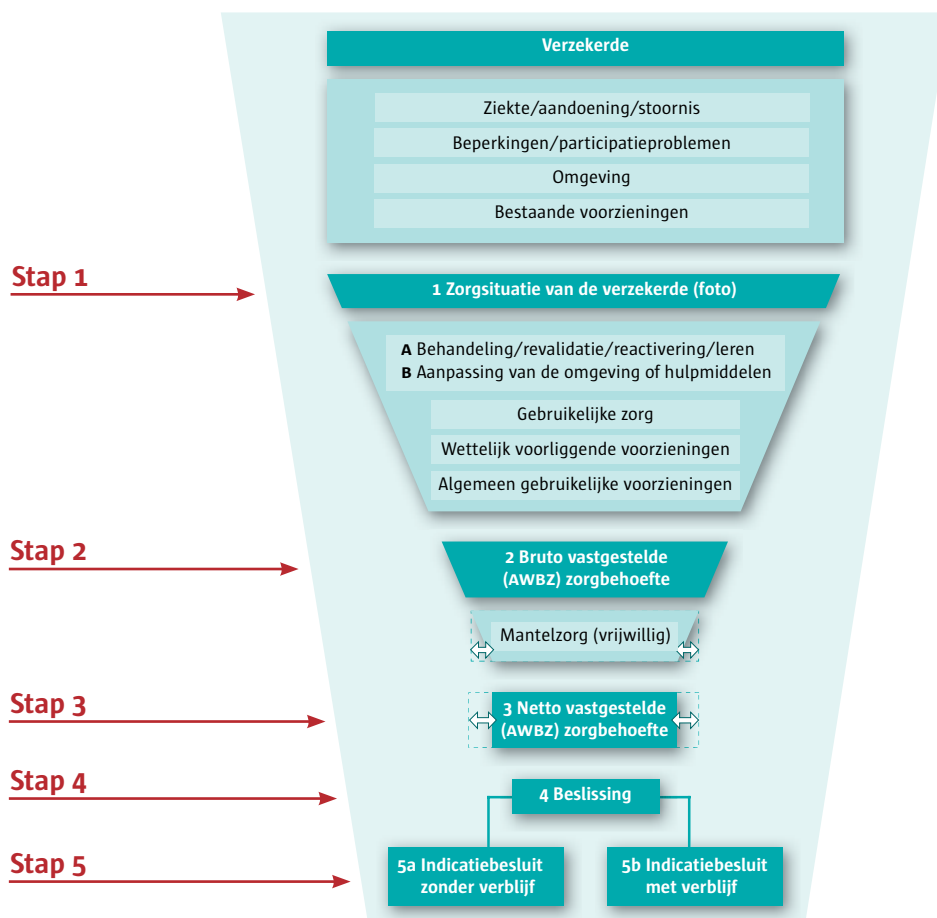 Verzekerde
Ziekte/aandoening/stoornis
Beperkingen/participatieproblemen
Omgeving
Bestaande voorzieningen
Stap 1
1 Zorgsituatie van de verzekerde (foto)
A Behandeling/revalidatie/reactivering/leren
B Aanpassing van de omgeving of hulpmiddelen
Gebruikelijke zorg
Wettelijk voorliggende voorzieningen
Algemeen gebruikelijke voorzieningen
Stap 2
2 Bruto vastgestelde
(AWBZ) zorgbehoefte
Mantelzorg (vrijwillig)
Stap 3
3 Netto vastgestelde
(AWBZ) zorgbehoefte
Stap 4
4 Beslissing
Stap 5
5a Indicatiebesluit
zonder verblijf
5b Indicatiebesluit
met verblijf